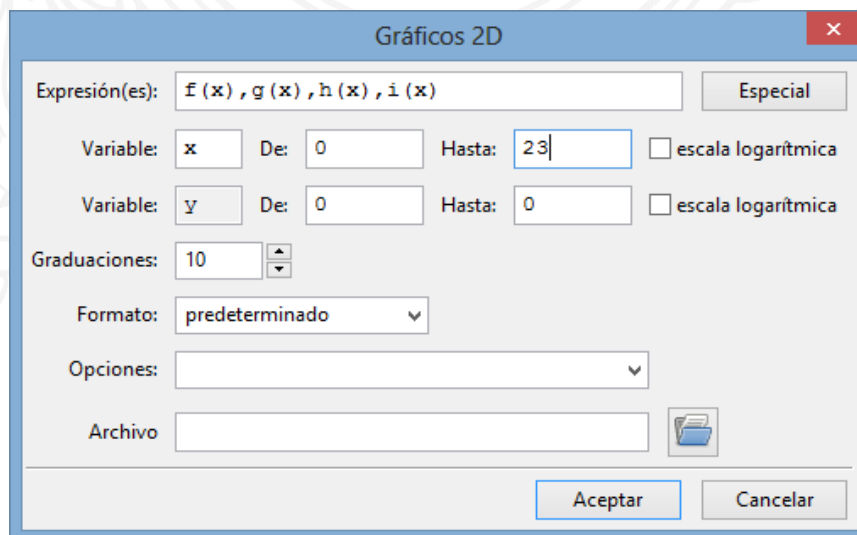 Gráficos 2D
Expresión(es): f(x),g(x),h(x),i(x) Especial
Variable: x De: 0 Hasta: 23 escala logarítmica
Variable: y De: 0 Hasta: 0 escala logarítmica
Graduaciones: 10
Formato: predeterminado
Opciones:
Archivo
Aceptar Cancelar